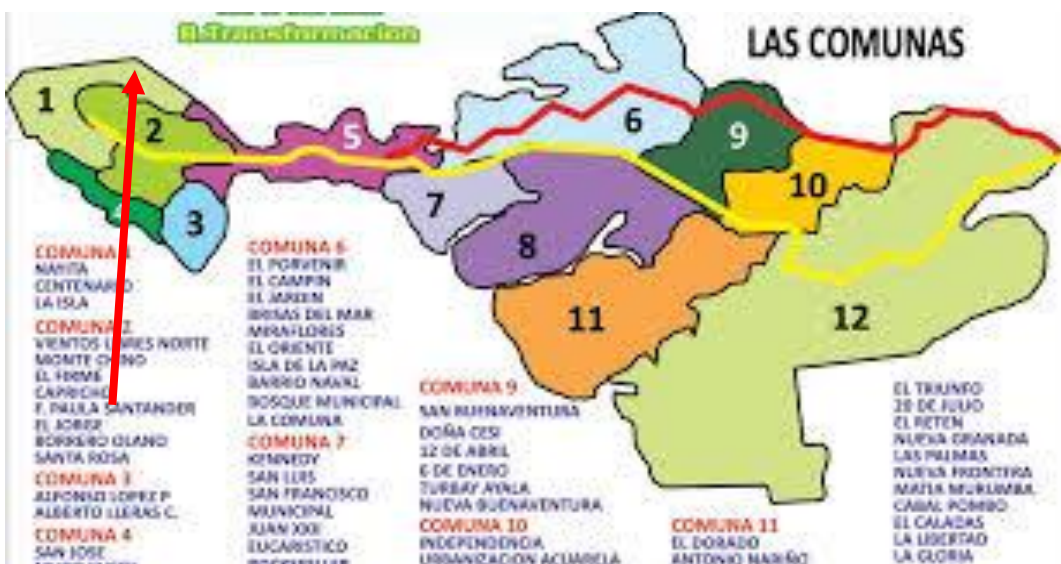 B.Transformacion
LAS COMUNAS
1
2
3
5
6
7
8
9
10
11
12
COMUNA
NAYITA
CENTENARIO
LA ISLA
COMUNA 2
VIENTOS LIBRES NORTE
MONTE CHINO
EL FIRME
CAPRICHO
F. PAULA SANTANDER
EL JORGE
BORRERO OLANO
SANTA ROSA
COMUNA 3
ALFONSO LOPEZ P
ALBERTO LLERAS C.
COMUNA 4
SAN JOSE
COMUNA 6
EL PORVENIR
EL CAMPIN
EL JARDIN
BRISAS DEL MAR
MIRAFLORES
EL ORIENTE
ISLA DE LA PAZ
BARRIO NAVAL
BOSQUE MUNICIPAL
LA COMUNA
COMUNA 7
KENNEDY
SAN LUIS
SAN FRANCISCO
MUNICIPAL
JUAN XXIII
EUCARISTICO
ROCKEFELLER
COMUNA 9
SAN BUENAVENTURA
DOÑA CESI
12 DE ABRIL
6 DE ENERO
TURBAY AYALA
NUEVA BUENAVENTURA
COMUNA 10
INDEPENDENCIA
URBANIZACION ACUARELA
COMUNA 11
EL DORADO
ANTONIO NARIÑO
EL TRIUNFO
20 DE JULIO
EL RETEN
NUEVA GRANADA
LAS PALMAS
NUEVA FRONTERA
MATIA MURUMBA
CABAL POMBO
EL CALADAS
LA LIBERTAD
LA GLORIA